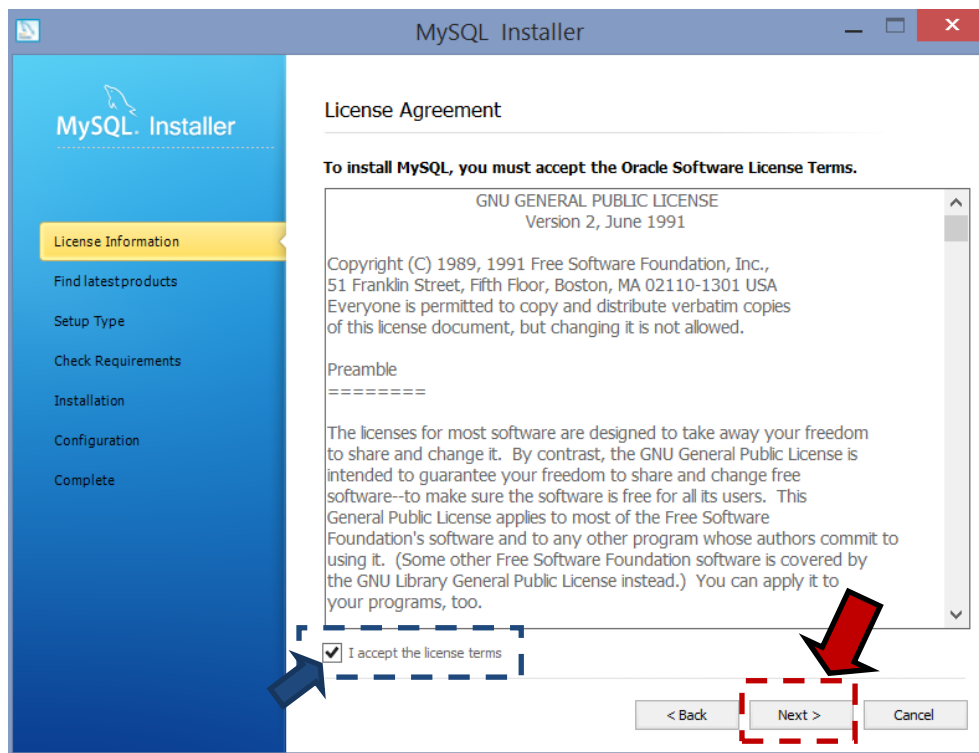 MySQL Installer
MySQL. Installer
License Information
Find latest products
Setup Type
Check Requirements
Installation
Configuration
Complete
License Agreement
To install MySQL, you must accept the Oracle Software License Terms.
GNU GENERAL PUBLIC LICENSE
Version 2, June 1991
Copyright (C) 1989, 1991 Free Software Foundation, Inc.,
51 Franklin Street, Fifth Floor, Boston, MA 02110-1301 USA
Everyone is permitted to copy and distribute verbatim copies
of this license document, but changing it is not allowed.
Preamble
========
The licenses for most software are designed to take away your freedom
to share and change it. By contrast, the GNU General Public License is
intended to guarantee your freedom to share and change free
software--to make sure the software is free for all its users. This
General Public License applies to most of the Free Software
Foundation's software and to any other program whose authors commit to
using it. (Some other Free Software Foundation software is covered by
the GNU Library General Public License instead.) You can apply it to
your programs, too.
I accept the license terms
< Back
Next >
Cancel